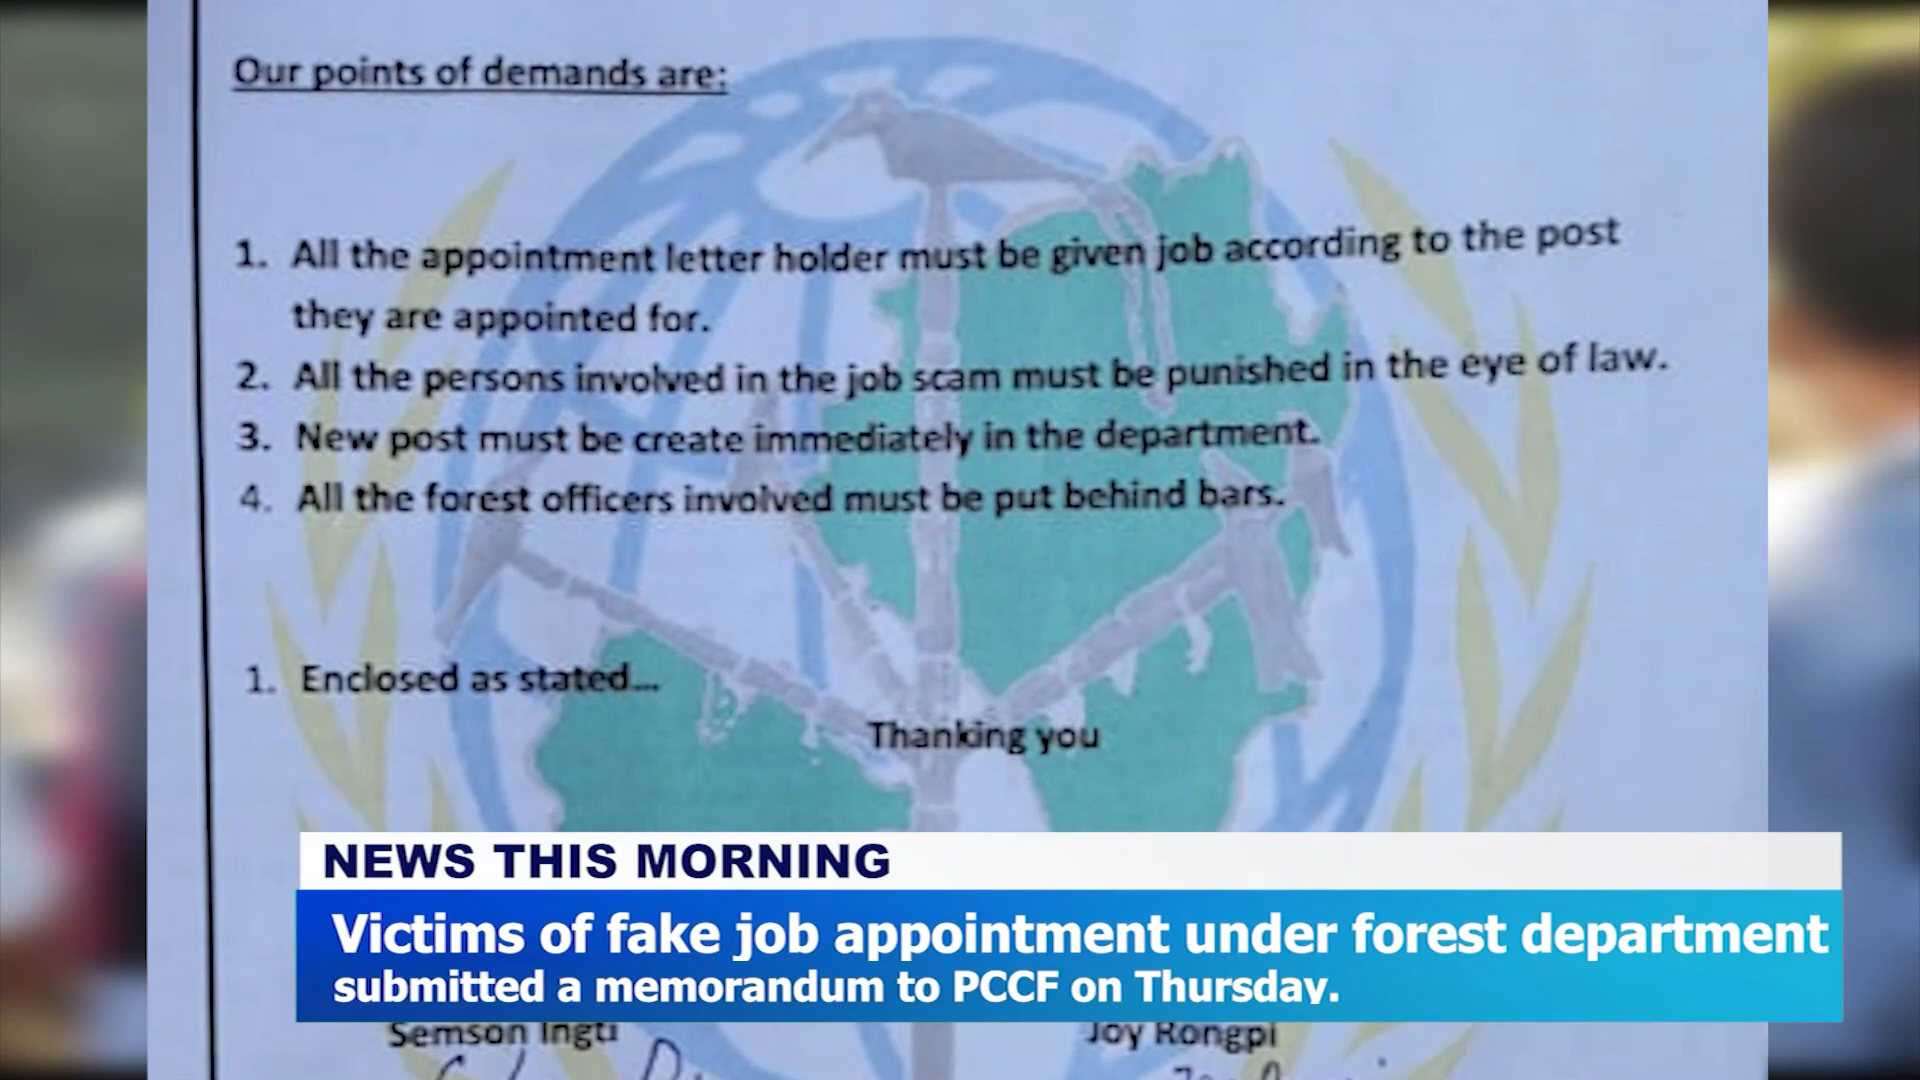 Our points of demands are:
1. All the appointment letter holder must be given job according to the post
they are appointed for.
2. All the persons involved in the job scam must be punished in the eye of law.
3. New post must be create immediately in the department.
4. All the forest officers involved must be put behind bars.
1. Enclosed as stated...
Thanking you
NEWS THIS MORNING
Victims of fake job appointment under forest department
submitted a memorandum to PCCF on Thursday.
Semson Ingti Joy Rongpi